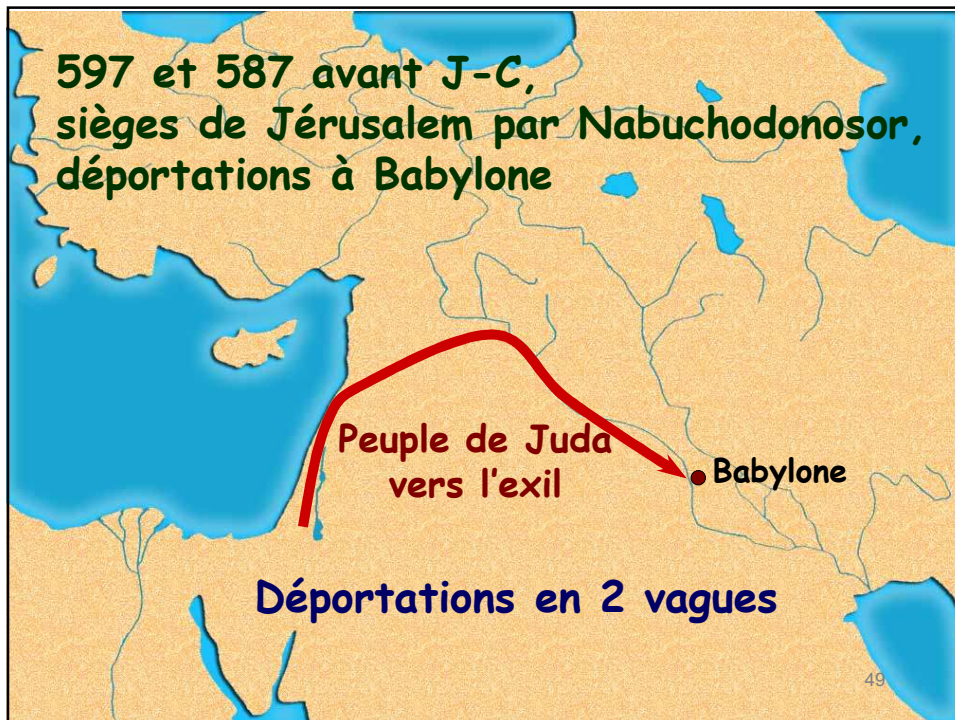 597 et 587 avant J-C,
sièges de Jérusalem par Nabuchodonosor,
déportations à Babylone
Peuple de Juda
vers l'exil
Babylone
Déportations en 2 vagues
49